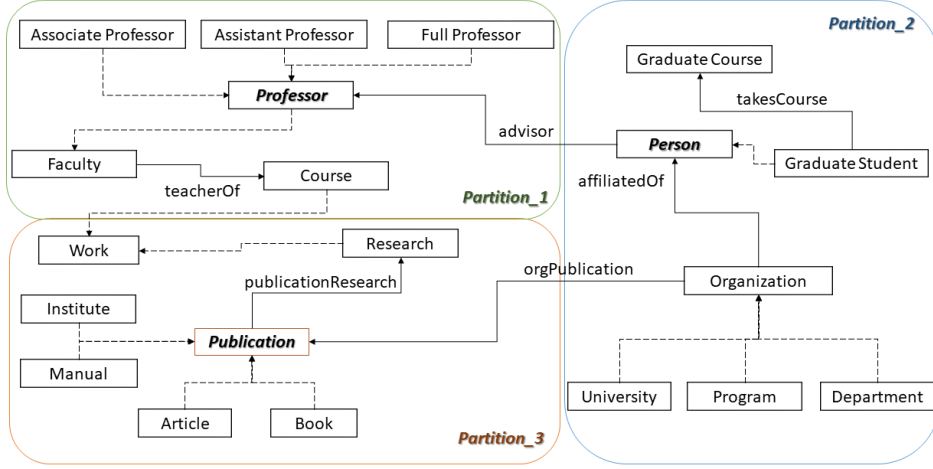 Associate Professor
Assistant Professor
Full Professor
Partition_2
Graduate Course
Professor
takesCourse
advisor
Person
Faculty
Course
Graduate Student
teacherOf
affiliatedOf
Partition_1
Work
Research
orgPublication
publicationResearch
Organization
Institute
Publication
Manual
University
Program
Department
Article
Book
Partition_3